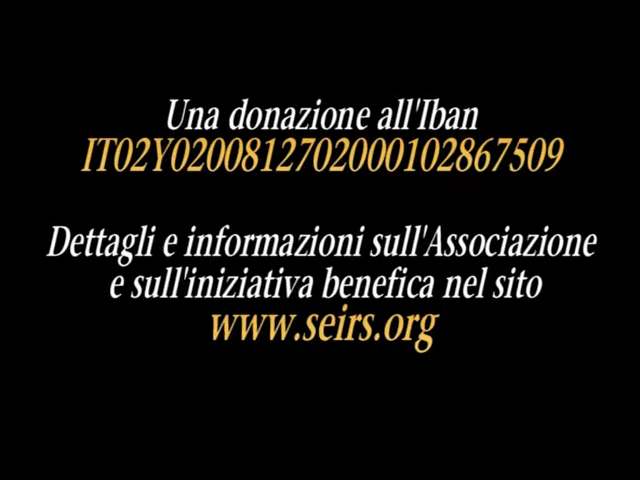 Una donazione all'Iban
IT02Y0200812702000102867509
Dettagli e informazioni sull'Associazione
e sull'iniziativa benefica nel sito
www.seirs.org